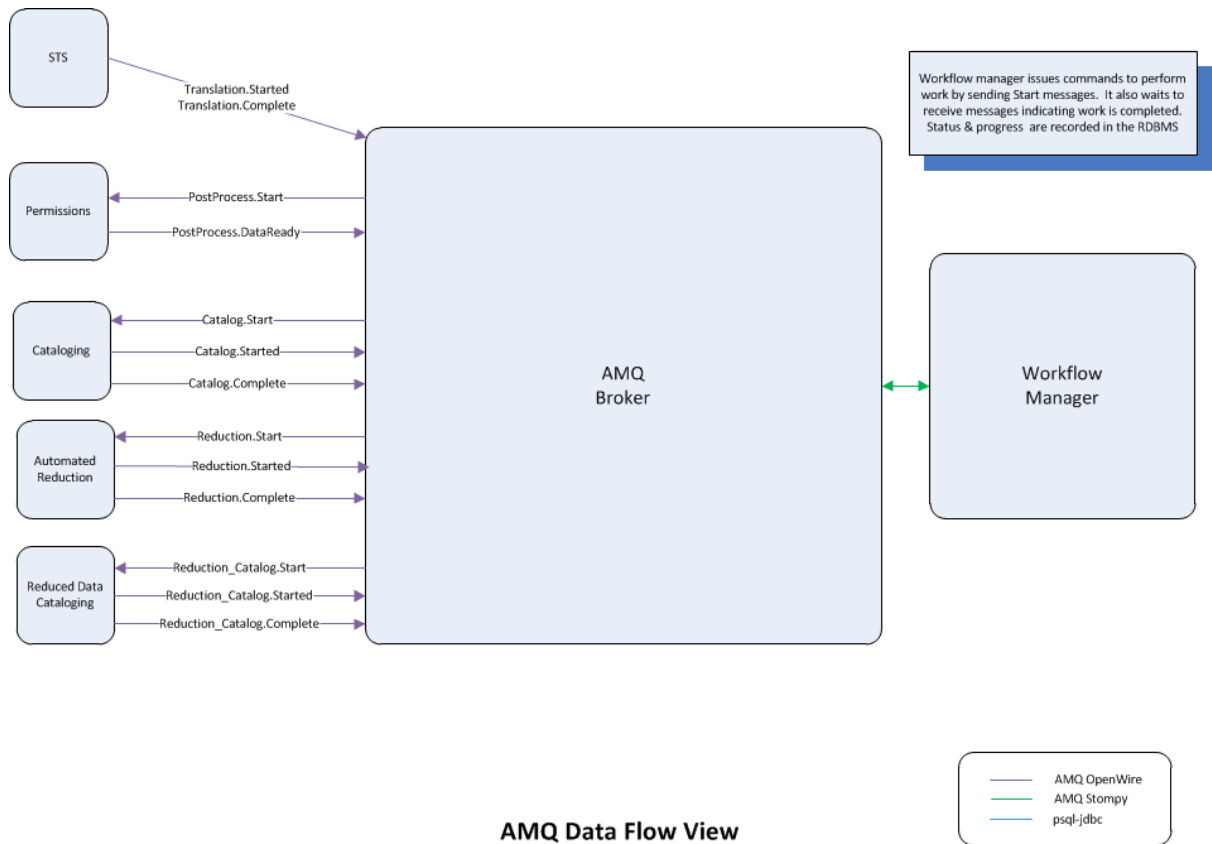 STS
Translation.Started
Translation.Complete
Workflow manager issues commands to perform
work by sending Start messages.  It also waits to
receive messages indicating work is completed.
Status & progress  are recorded in the RDBMS
Permissions
PostProcess.Start
PostProcess.DataReady
Cataloging
Catalog.Start
Catalog.Started
Catalog.Complete
AMQ
Broker
Workflow
Manager
Automated
Reduction
Reduction.Start
Reduction.Started
Reduction.Complete
Reduced Data
Cataloging
Reduction_Catalog.Start
Reduction_Catalog.Started
Reduction_Catalog.Complete
AMQ OpenWire
AMQ Stompy
psql-jdbc
AMQ Data Flow View